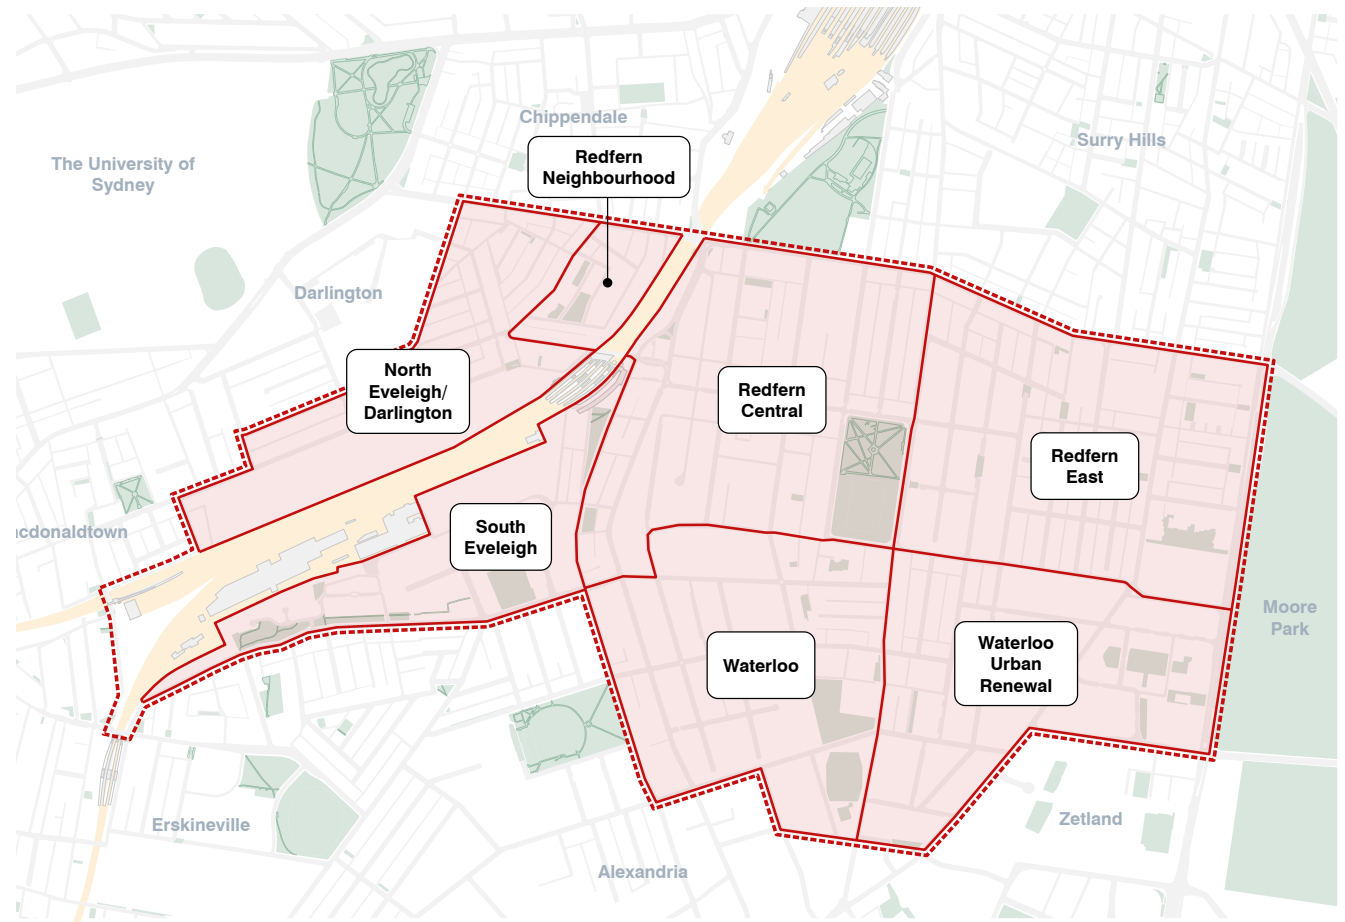 Chippendale
Surry Hills
The University of
Sydney
Redfern
Neighbourhood
Darlington
North
Eveleigh/
Darlington
Redfern
Central
Redfern
East
South
Eveleigh
acdonaldtown
Moore
Park
Waterloo
Waterloo
Urban
Renewal
Erskineville
Zetland
Alexandria